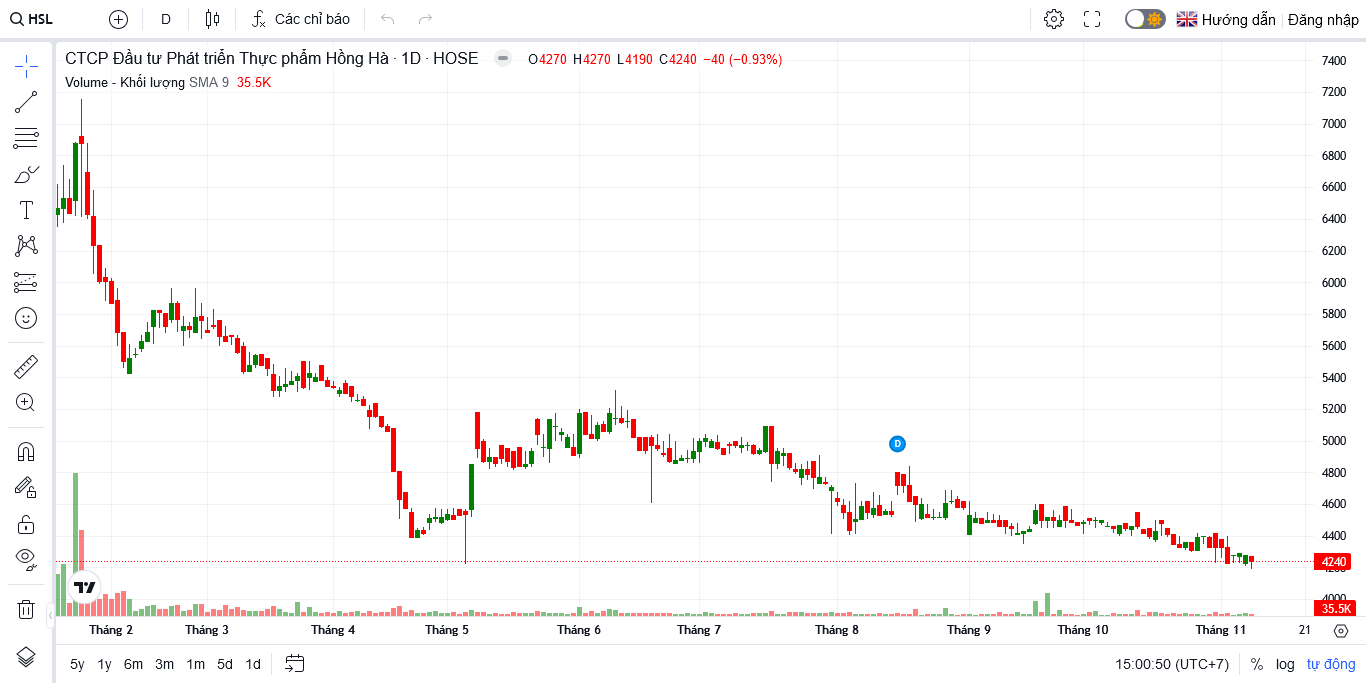 HSL D Các chỉ báo Hướng dẫn Đăng nhập
CTCP Đầu tư Phát triển Thực phẩm Hồng Hà · 1D · HOSE O4270 H4270 L4190 C4240 −40 (−0.93%)
Volume - Khối lượng SMA 9 35.5K
7400
7200
7000
6800
6600
6400
6200
6000
5800
5600
5400
5200
5000
4800
4600
4400
4240
4200
4000
35.5K
D
Tháng 2 Tháng 3 Tháng 4 Tháng 5 Tháng 6 Tháng 7 Tháng 8 Tháng 9 Tháng 10 Tháng 11 21
5y 1y 6m 3m 1m 5d 1d 15:00:50 (UTC+7) % log tự động